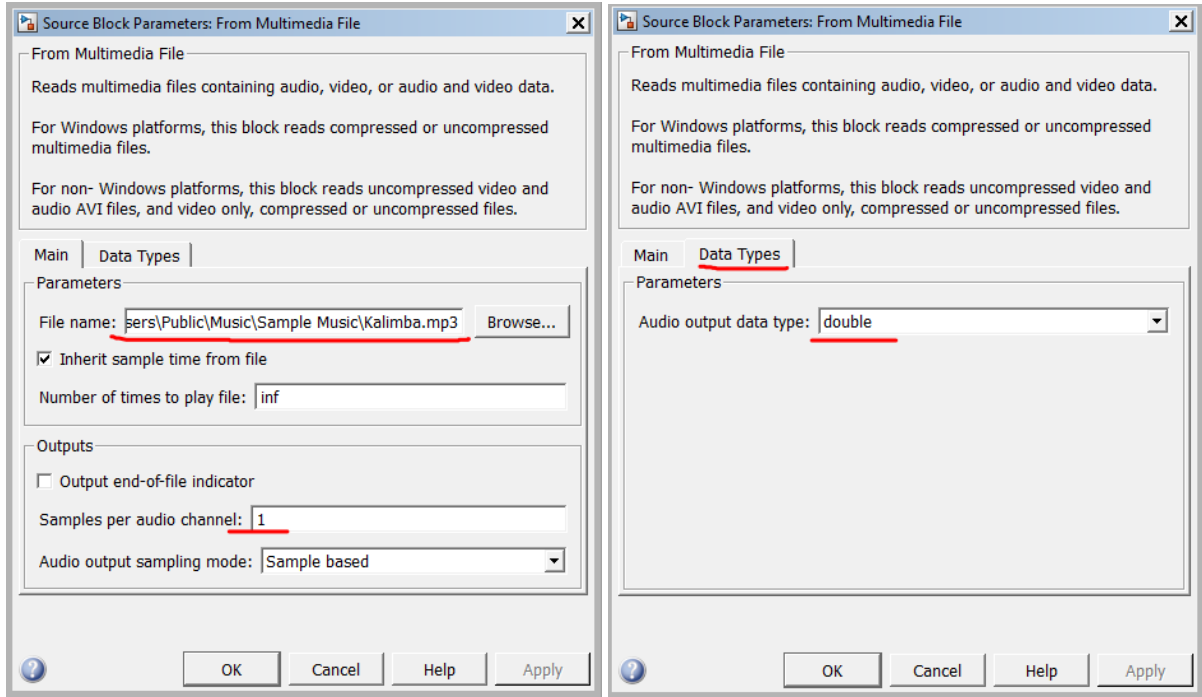 Source Block Parameters: From Multimedia File
From Multimedia File
Reads multimedia files containing audio, video, or audio and video data.
For Windows platforms, this block reads compressed or uncompressed
multimedia files.
For non- Windows platforms, this block reads uncompressed video and
audio AVI files, and video only, compressed or uncompressed files.
Main Data Types
Parameters
File name: sers\Public\Music\Sample Music\Kalimba.mp3 Browse...
Inherit sample time from file
Number of times to play file: inf
Outputs
Output end-of-file indicator
Samples per audio channel: 1
Audio output sampling mode: Sample based
OK Cancel Help Apply
Source Block Parameters: From Multimedia File
From Multimedia File
Reads multimedia files containing audio, video, or audio and video data.
For Windows platforms, this block reads compressed or uncompressed
multimedia files.
For non- Windows platforms, this block reads uncompressed video and
audio AVI files, and video only, compressed or uncompressed files.
Main Data Types
Parameters
Audio output data type: double
OK Cancel Help Apply